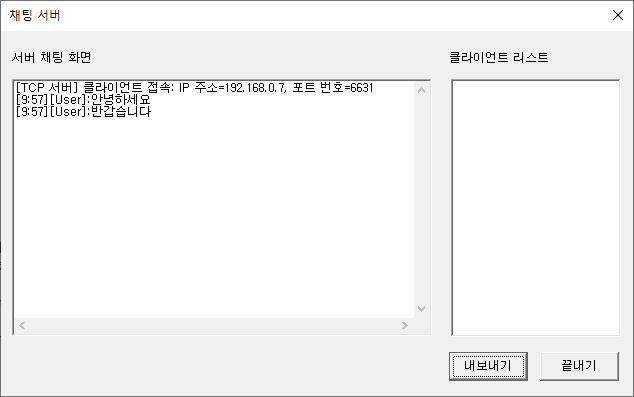 채팅 서버
서버 채팅 화면
클라이언트 리스트
[TCP 서버] 클라이언트 접속: IP 주소=192.168.0.7, 포트 번호=6631
[9:57][User]:안녕하세요
[9:57][User]:반갑습니다
내보내기
끝내기